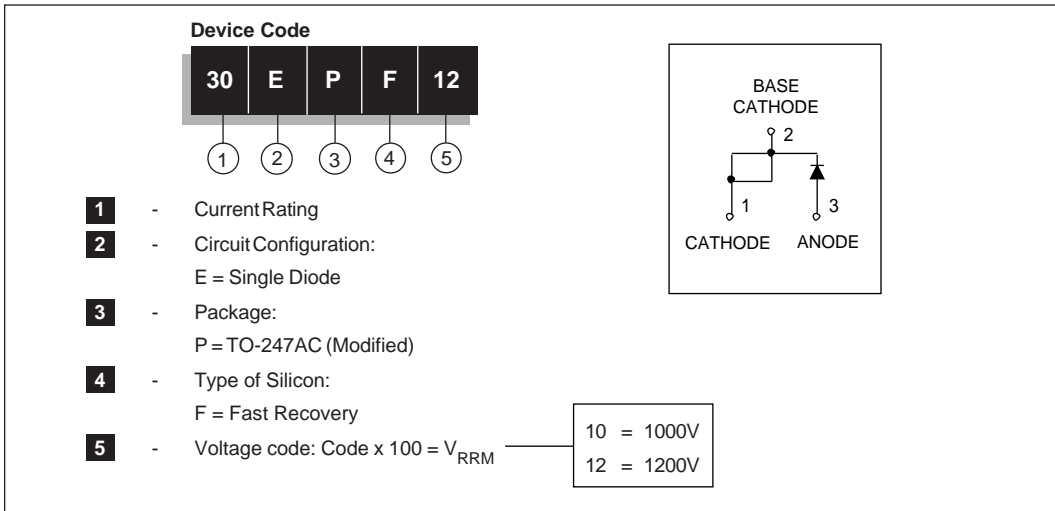 Device Code
30 E P F 12
1 2 3 4 5
1 - Current Rating
2 - Circuit Configuration:
E = Single Diode
3 - Package:
P = TO-247AC (Modified)
4 - Type of Silicon:
F = Fast Recovery
5 - Voltage code: Code x 100 = VRRM
10 = 1000V
12 = 1200V
BASE
CATHODE
2
1 3
CATHODE ANODE